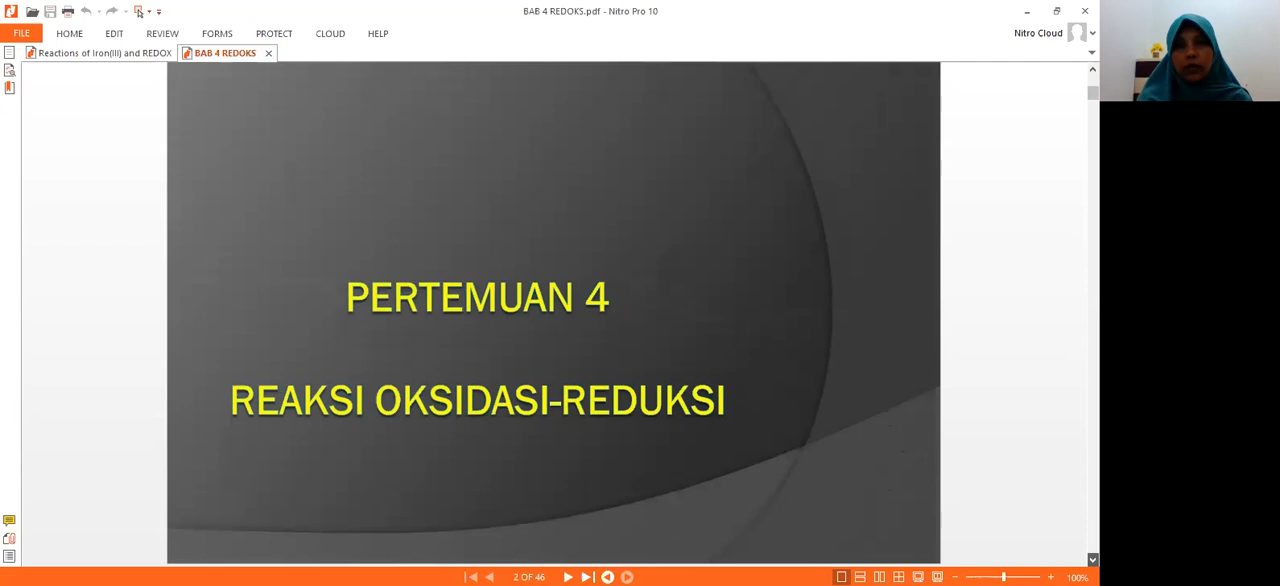 BAB 4 REDOKS.pdf - Nitro Pro 10
FILE HOME EDIT REVIEW FORMS PROTECT CLOUD HELP
Nitro Cloud
Reactions of Iron(III) and REDOX
BAB 4 REDOKS
PERTEMUAN 4
REAKSI OKSIDASI-REDUKSI
2 OF 46
100%